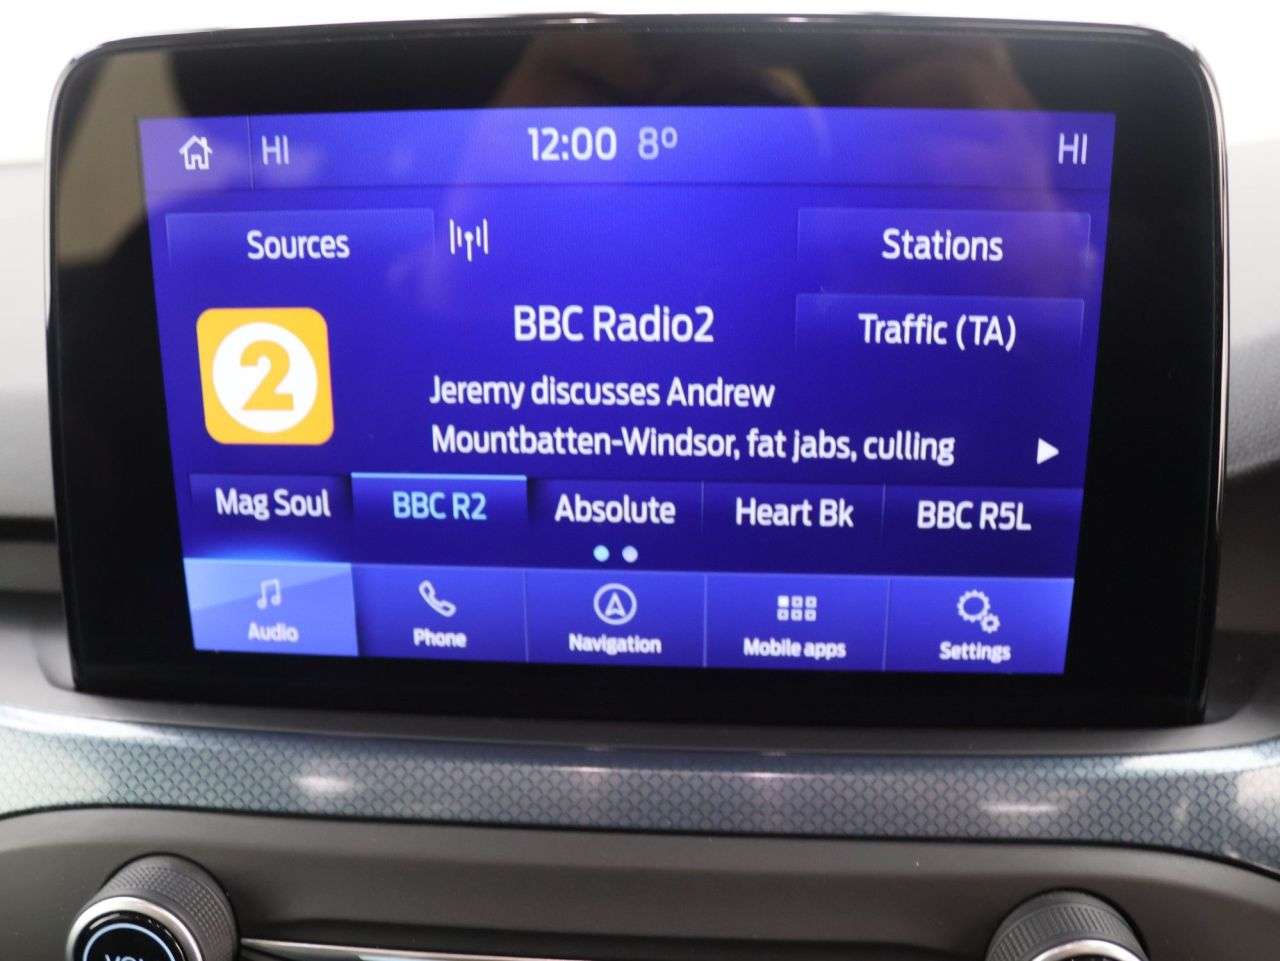 HI 12:00 8° HI
Sources
Stations
BBC Radio2
Traffic (TA)
2
Jeremy discusses Andrew
Mountbatten-Windsor, fat jabs, culling
Mag Soul BBC R2 Absolute Heart Bk BBC R5L
Audio Phone Navigation Mobile apps Settings